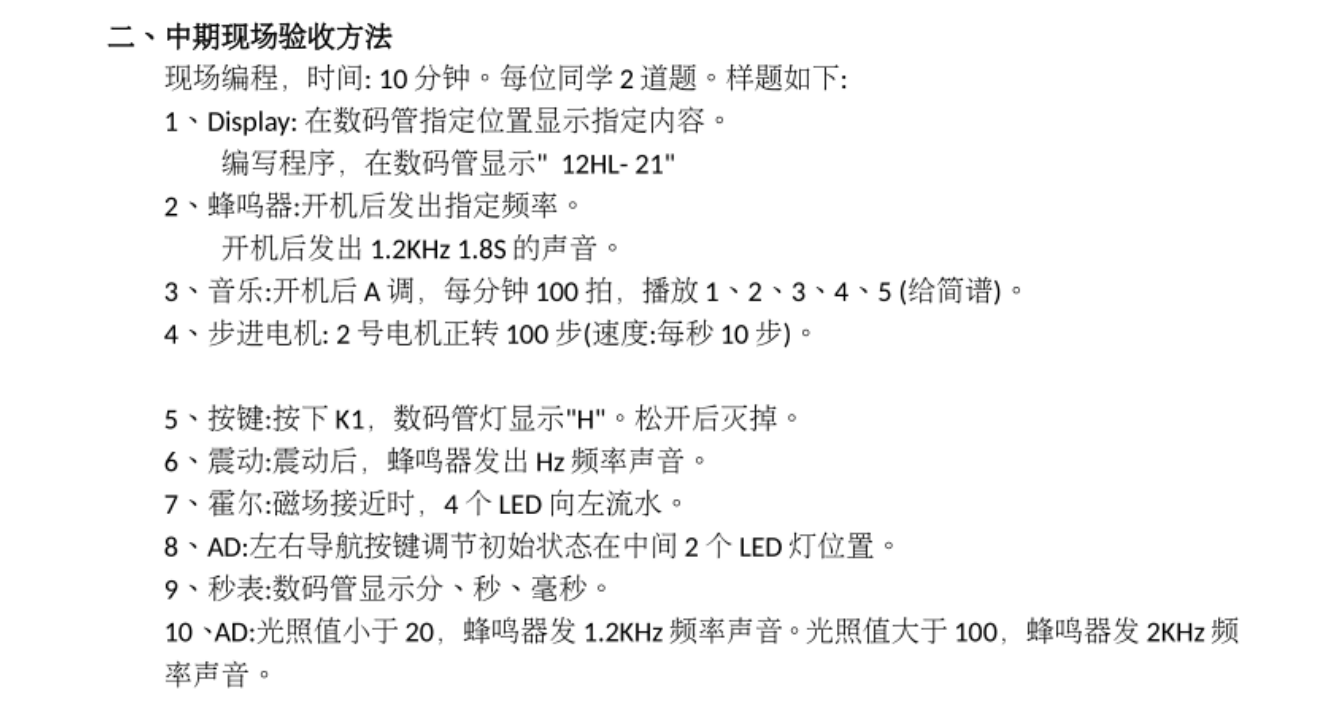 二、中期现场验收方法
现场编程，时间: 10 分钟。每位同学 2 道题。样题如下:
1、Display: 在数码管指定位置显示指定内容。
编写程序，在数码管显示" 12HL- 21"
2、蜂鸣器:开机后发出指定频率。
开机后发出 1.2KHz 1.8S 的声音。
3、音乐:开机后 A 调，每分钟 100 拍，播放 1、2、3、4、5 (给简谱)。
4、步进电机: 2 号电机正转 100 步(速度:每秒 10 步)。
5、按键:按下 K1，数码管灯显示"H"。松开后灭掉。
6、震动:震动后，蜂鸣器发出 Hz 频率声音。
7、霍尔:磁场接近时，4 个 LED 向左流水。
8、AD:左右导航按键调节初始状态在中间 2 个 LED 灯位置。
9、秒表:数码管显示分、秒、毫秒。
10、AD:光照值小于 20，蜂鸣器发 1.2KHz 频率声音。光照值大于 100，蜂鸣器发 2KHz 频
率声音。